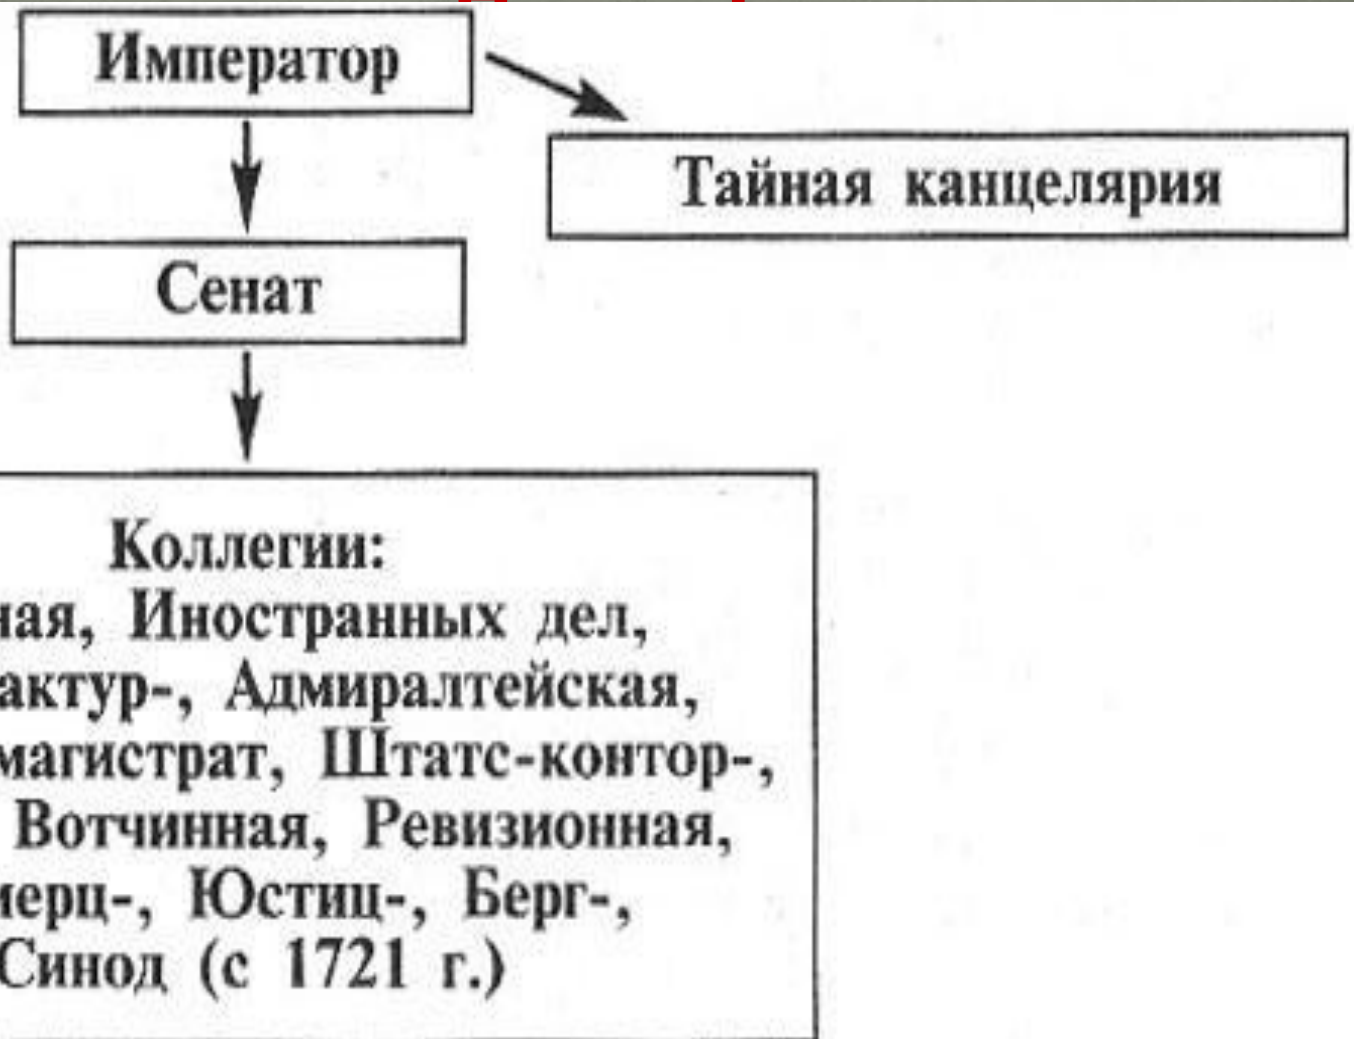 Император
Тайная канцелярия
Сенат
Коллегии:
ная, Иностранных дел,
актур-, Адмиралтейская,
магистрат, Штатс-контор-,
Вотчинная, Ревизионная,
мерц-, Юстиц-, Берг-,
Синод (с 1721 г.)